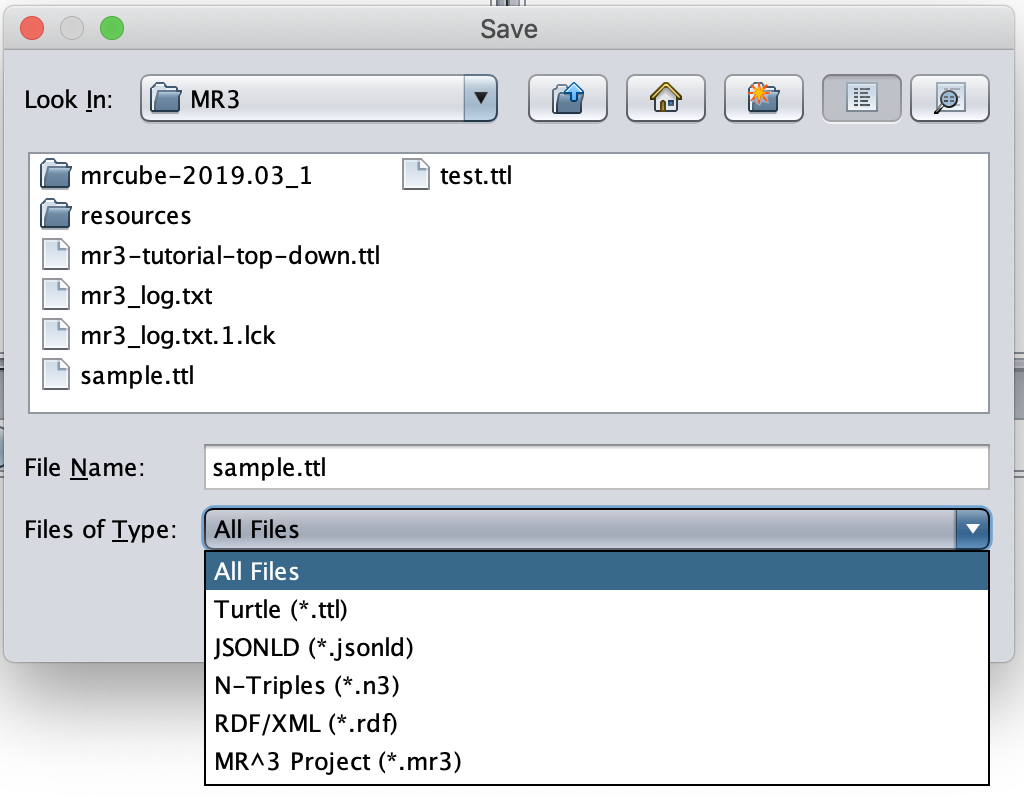 Save
Look In: MR3
mrcube-2019.03_1
resources
mr3-tutorial-top-down.ttl
mr3_log.txt
mr3_log.txt.1.lck
sample.ttl
test.ttl
File Name: sample.ttl
Files of Type: All Files
All Files
Turtle (*.ttl)
JSONLD (*.jsonld)
N-Triples (*.n3)
RDF/XML (*.rdf)
MR^3 Project (*.mr3)